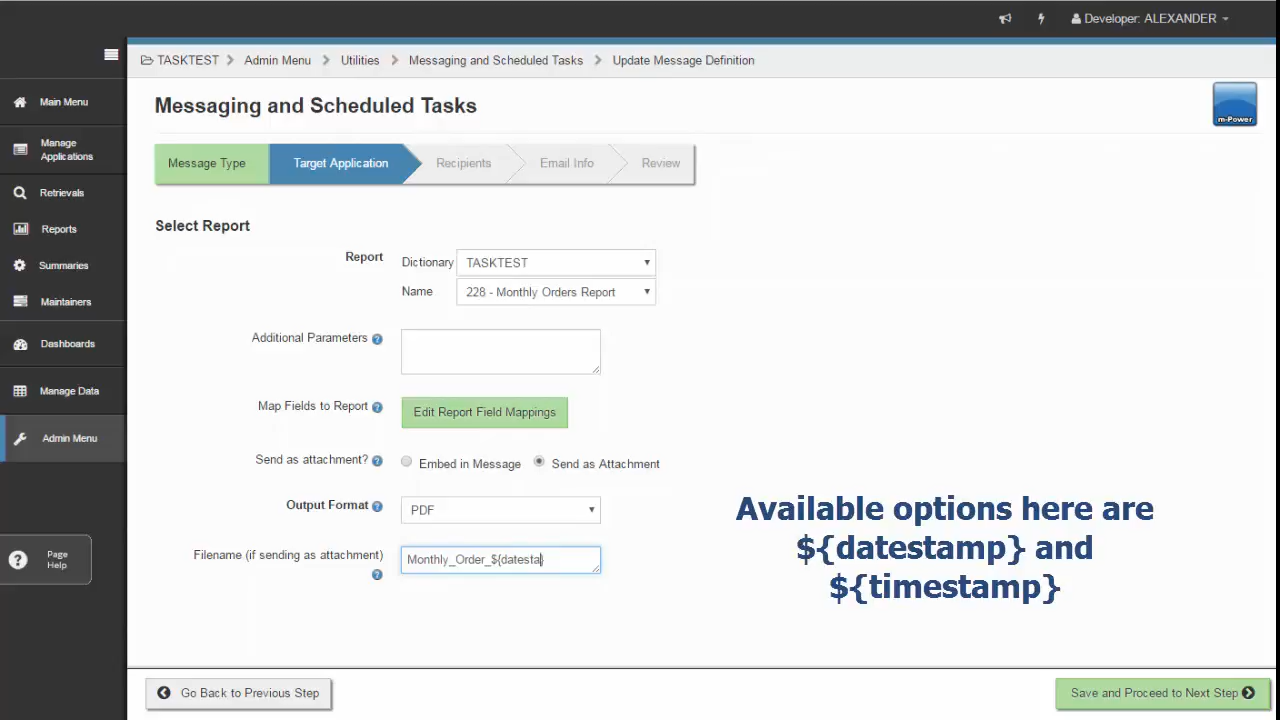 Developer: ALEXANDER
TASKTEST
Admin Menu
Utilities
Messaging and Scheduled Tasks
Update Message Definition
Main Menu
Manage
Applications
Retrievals
Reports
Summaries
Maintainers
Dashboards
Manage Data
Admin Menu
Page
Help
Messaging and Scheduled Tasks
m-Power
Message Type
Target Application
Recipients
Email Info
Review
Select Report
Report
Dictionary
TASKTEST
Name
228 - Monthly Orders Report
Additional Parameters
Map Fields to Report
Edit Report Field Mappings
Send as attachment?
Embed in Message
Send as Attachment
Output Format
PDF
Filename (if sending as attachment)
Monthly_Order_${datesta}
Available options here are
${datestamp} and
${timestamp}
Go Back to Previous Step
Save and Proceed to Next Step